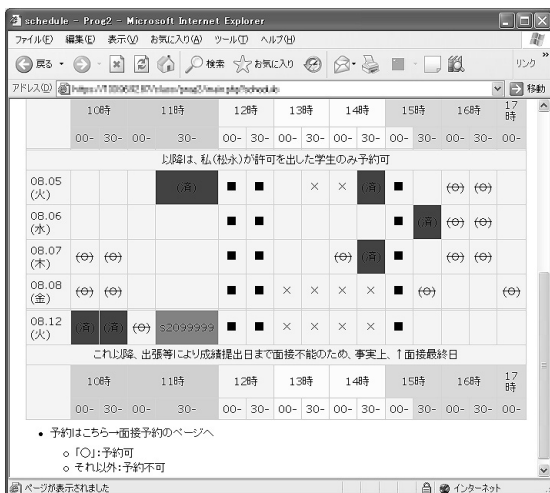 schedule - Prog2 - Microsoft Internet Explorer
ファイル(F) 編集(E) 表示(V) お気に入り(A) ツール(T) ヘルプ(H)
戻る 検索 お気に入り リンク »
アドレス(D) 移動
10時 11時 12時 13時 14時 15時 16時 17時
00- 30- 00- 30- 00- 30- 00- 30- 00- 30- 00- 30- 00- 30- 00-
以降は、私(松永)が許可を出した学生のみ予約可
08.05 (火) (済) ■ ■ × × (済) ■ (○) (○)
08.06 (水) ■ ■ ■ (済) (○) (○)
08.07 (木) (○) (○) ■ ■ (○) (済) ■ (○) (○)
08.08 (金) (○) (○) ■ ■ × × × × ■ (○) (○)
08.12 (火) (済) (済) (○) s2099999 ■ ■ × × × × ■
これ以降、出張等により成績提出日まで面接不能のため、事実上、↑面接最終日
10時 11時 12時 13時 14時 15時 16時 17時
00- 30- 00- 30- 00- 30- 00- 30- 00- 30- 00- 30- 00- 30- 00-
• 予約はこちら→面接予約のページへ
○ 「○」:予約可
○ それ以外:予約不可
ページが表示されました インターネット